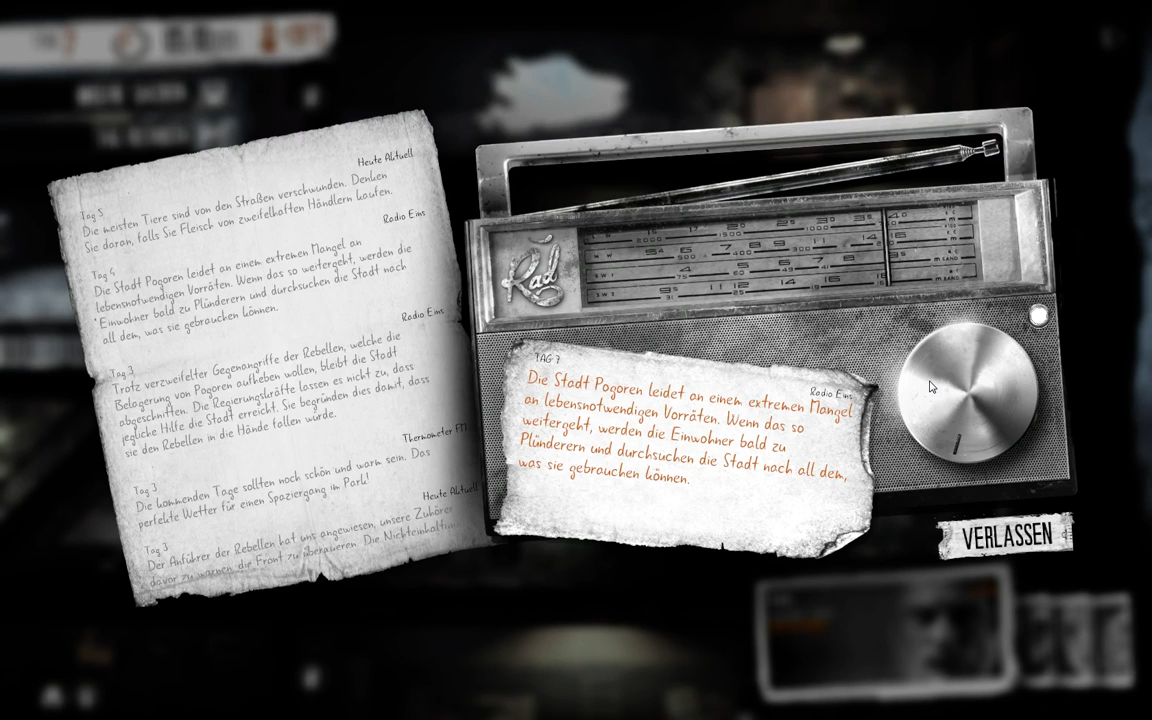 Heute Aktuell
Tag 5
Die meisten Tiere sind von den Straßen verschwunden. Denken
Sie daran, falls Sie Fleisch von zweifelhaften Händlern kaufen.
Radio Eins
Tag 4
Die Stadt Pogoren leidet an einem extremen Mangel an
lebensnotwendigen Vorräten. Wenn das so weitergeht, werden die
Einwohner bald zu Plünderern und durchsuchen die Stadt nach
all dem, was sie gebrauchen können.
Radio Eins
Tag 3
Trotz verzweifelter Gegenangriffe der Rebellen, welche die
Belagerung von Pogoren aufheben wollen, bleibt die Stadt
abgeschnitten. Die Regierungskräfte lassen es nicht zu, dass
jegliche Hilfe die Stadt erreicht. Sie begründen dies damit, dass
sie den Rebellen in die Hände fallen würde.
Thermometer FM
Tag 3
Die kommenden Tage sollten noch schön und warm sein. Das
perfekte Wetter für einen Spaziergang im Park!
Heute Aktuell
Tag 3
Der Anführer der Rebellen hat uns angewiesen, unsere Zuhörer
davor zu warnen die Front zu überqueren. Die Nichteinhaltung
Rad
TAG 7
Radio Eins
Die Stadt Pogoren leidet an einem extremen Mangel
an lebensnotwendigen Vorräten. Wenn das so
weitergeht, werden die Einwohner bald zu
Plünderern und durchsuchen die Stadt nach all dem,
was sie gebrauchen können.
VERLASSEN